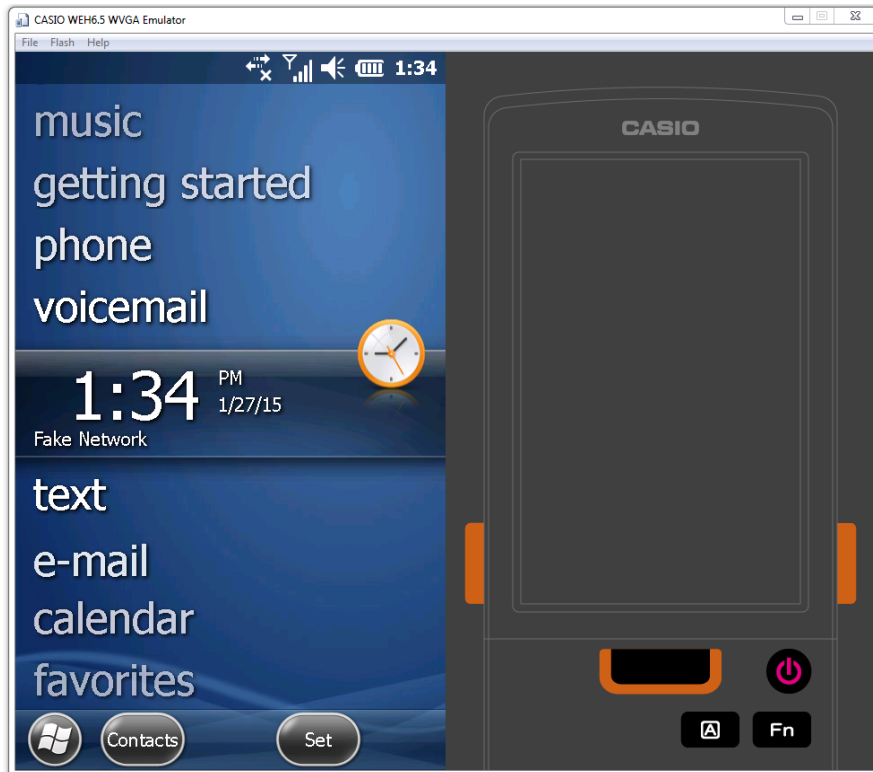 CASIO WEH6.5 WVGA Emulator
File Flash Help
1:34
music
getting started
phone
voicemail
1:34 PM
1/27/15
Fake Network
text
e-mail
calendar
favorites
Contacts Set
CASIO
A Fn